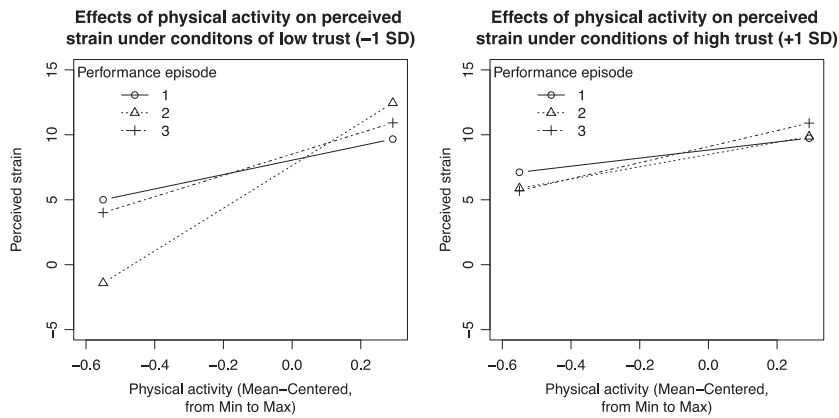 Effects of physical activity on perceived
strain under conditons of low trust (−1 SD)
Performance episode
1
2
3
15
10
5
0
−5
Perceived strain
−0.6
−0.4
−0.2
0.0
0.2
Physical activity (Mean−Centered,
from Min to Max)
Effects of physical activity on perceived
strain under conditions of high trust (+1 SD)
Performance episode
1
2
3
15
10
5
0
−5
Perceived strain
−0.6
−0.4
−0.2
0.0
0.2
Physical activity (Mean−Centered,
from Min to Max)